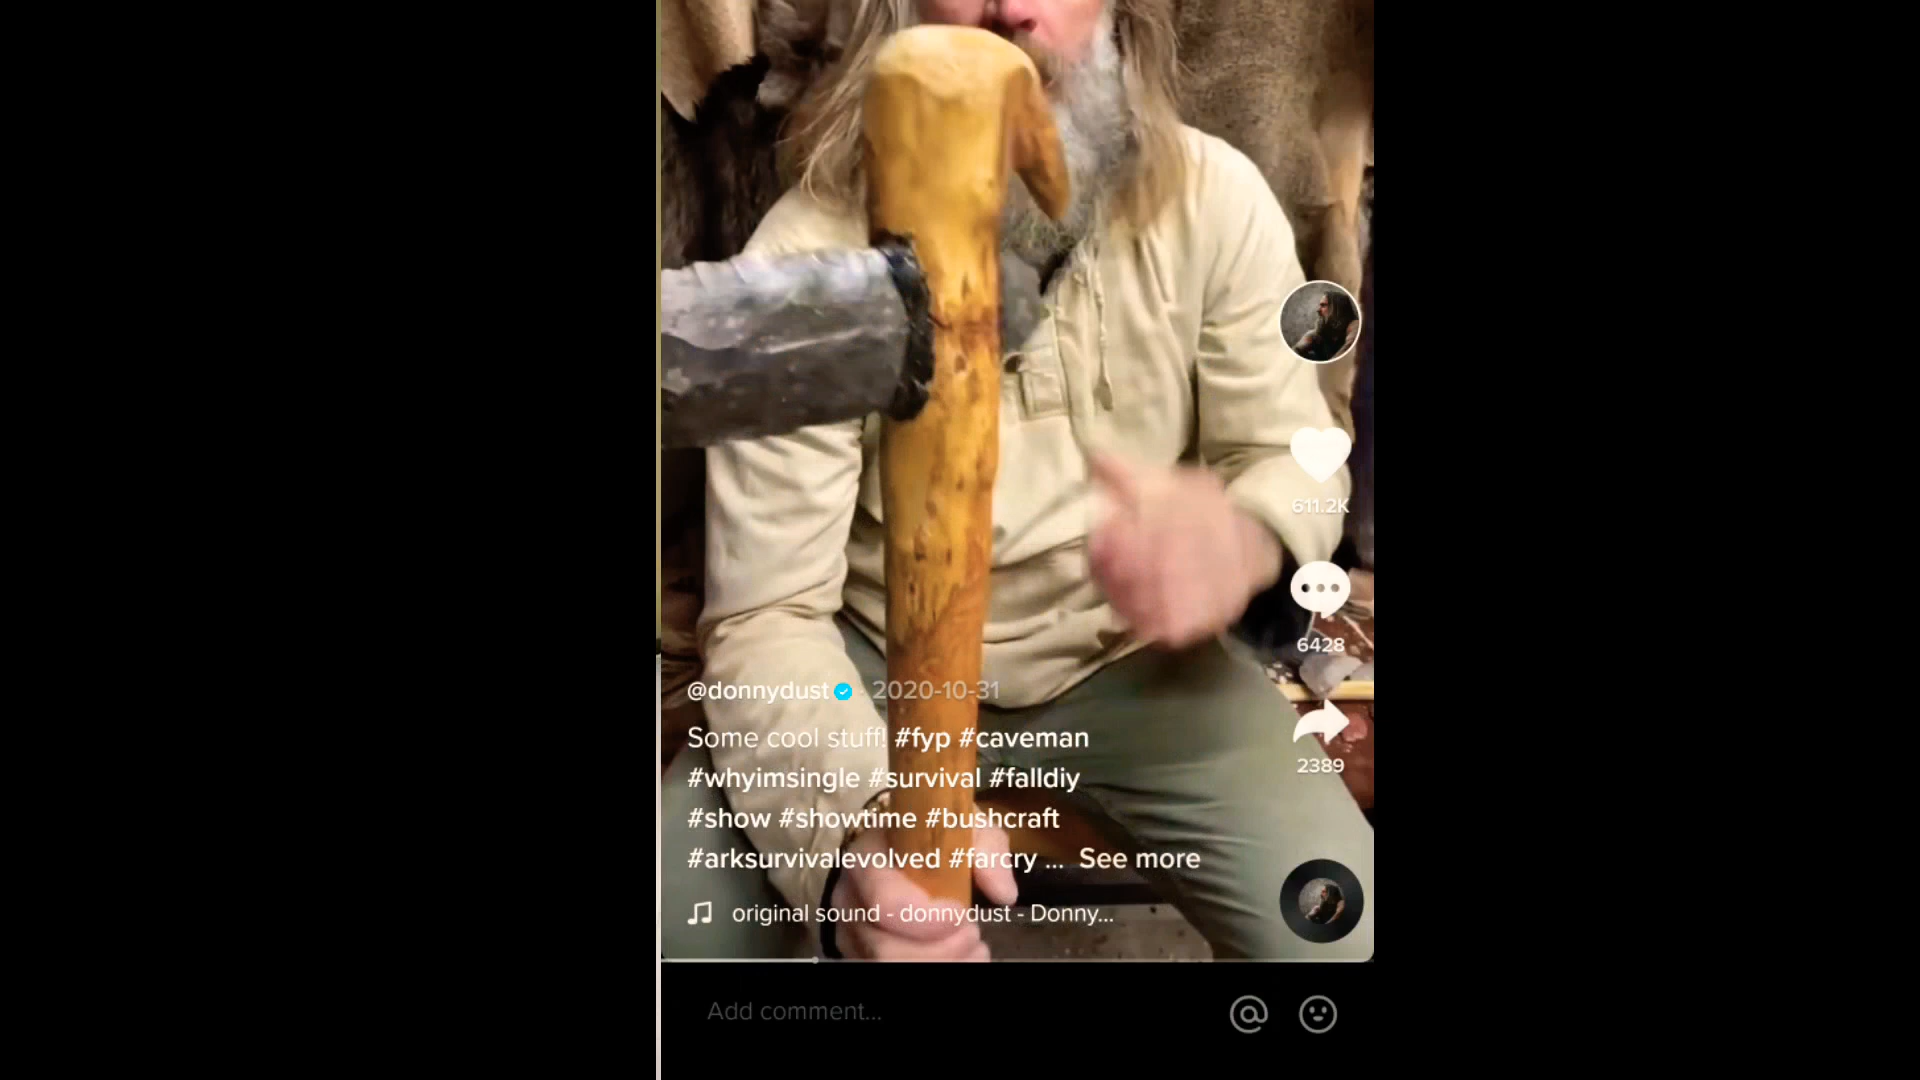 611.2K
6428
@donnydust · 2020-10-31
Some cool stuff! #fyp #caveman
#whyimsingle #survival #falldiy
#show #showtime #bushcraft
#arksurvivalevolved #farcry ... See more
2389
original sound - donnydust - Donny...
Add comment...